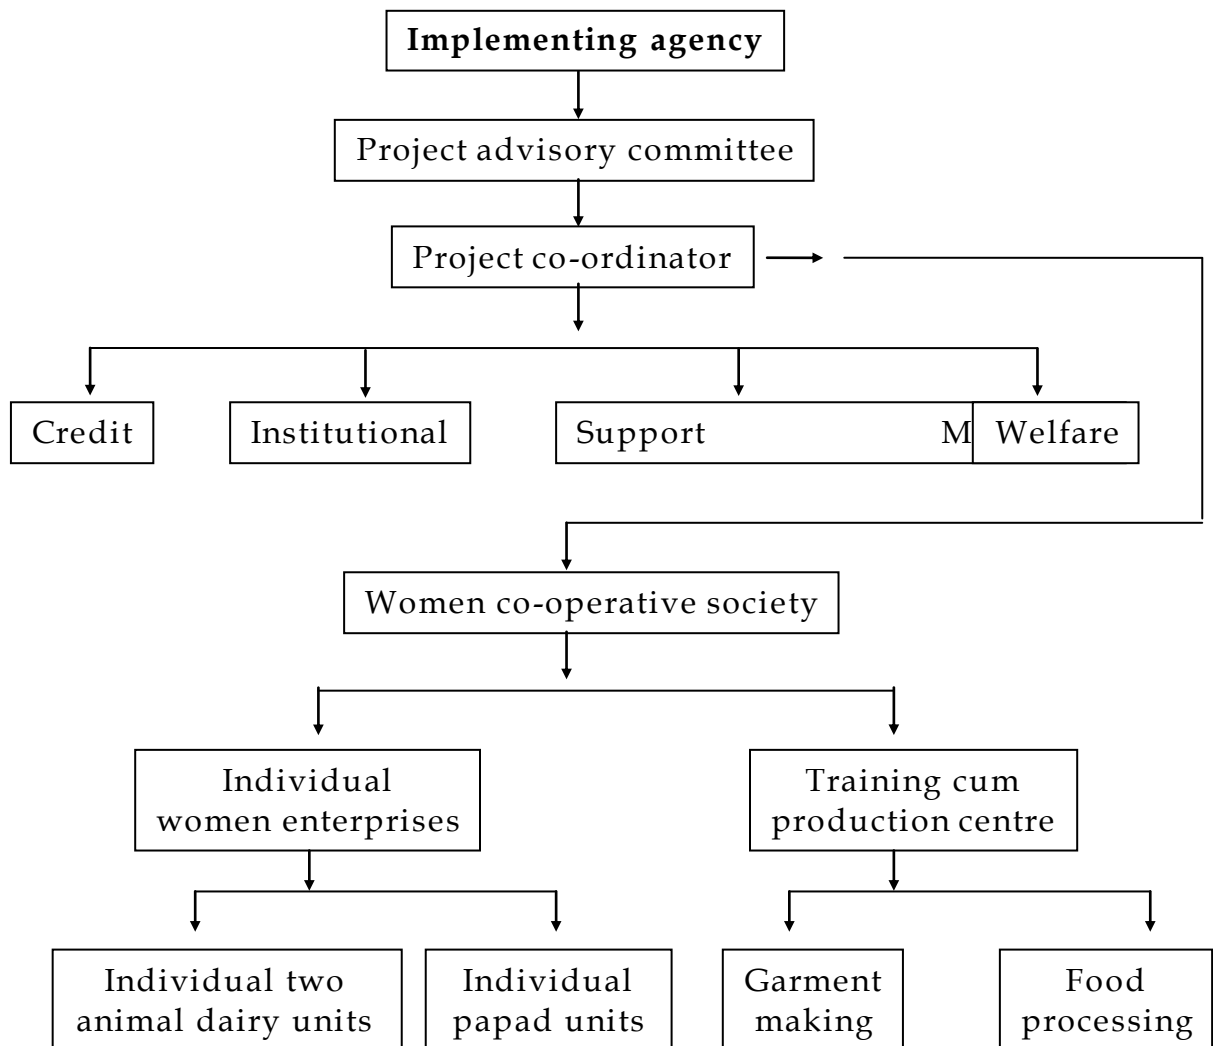 Implementing agency
Project advisory committee
Project co-ordinator
Credit
Institutional
Support M
Welfare
Women co-operative society
Individual
women enterprises
Training cum
production centre
Individual two
animal dairy units
Individual
papad units
Garment
making
Food
processing